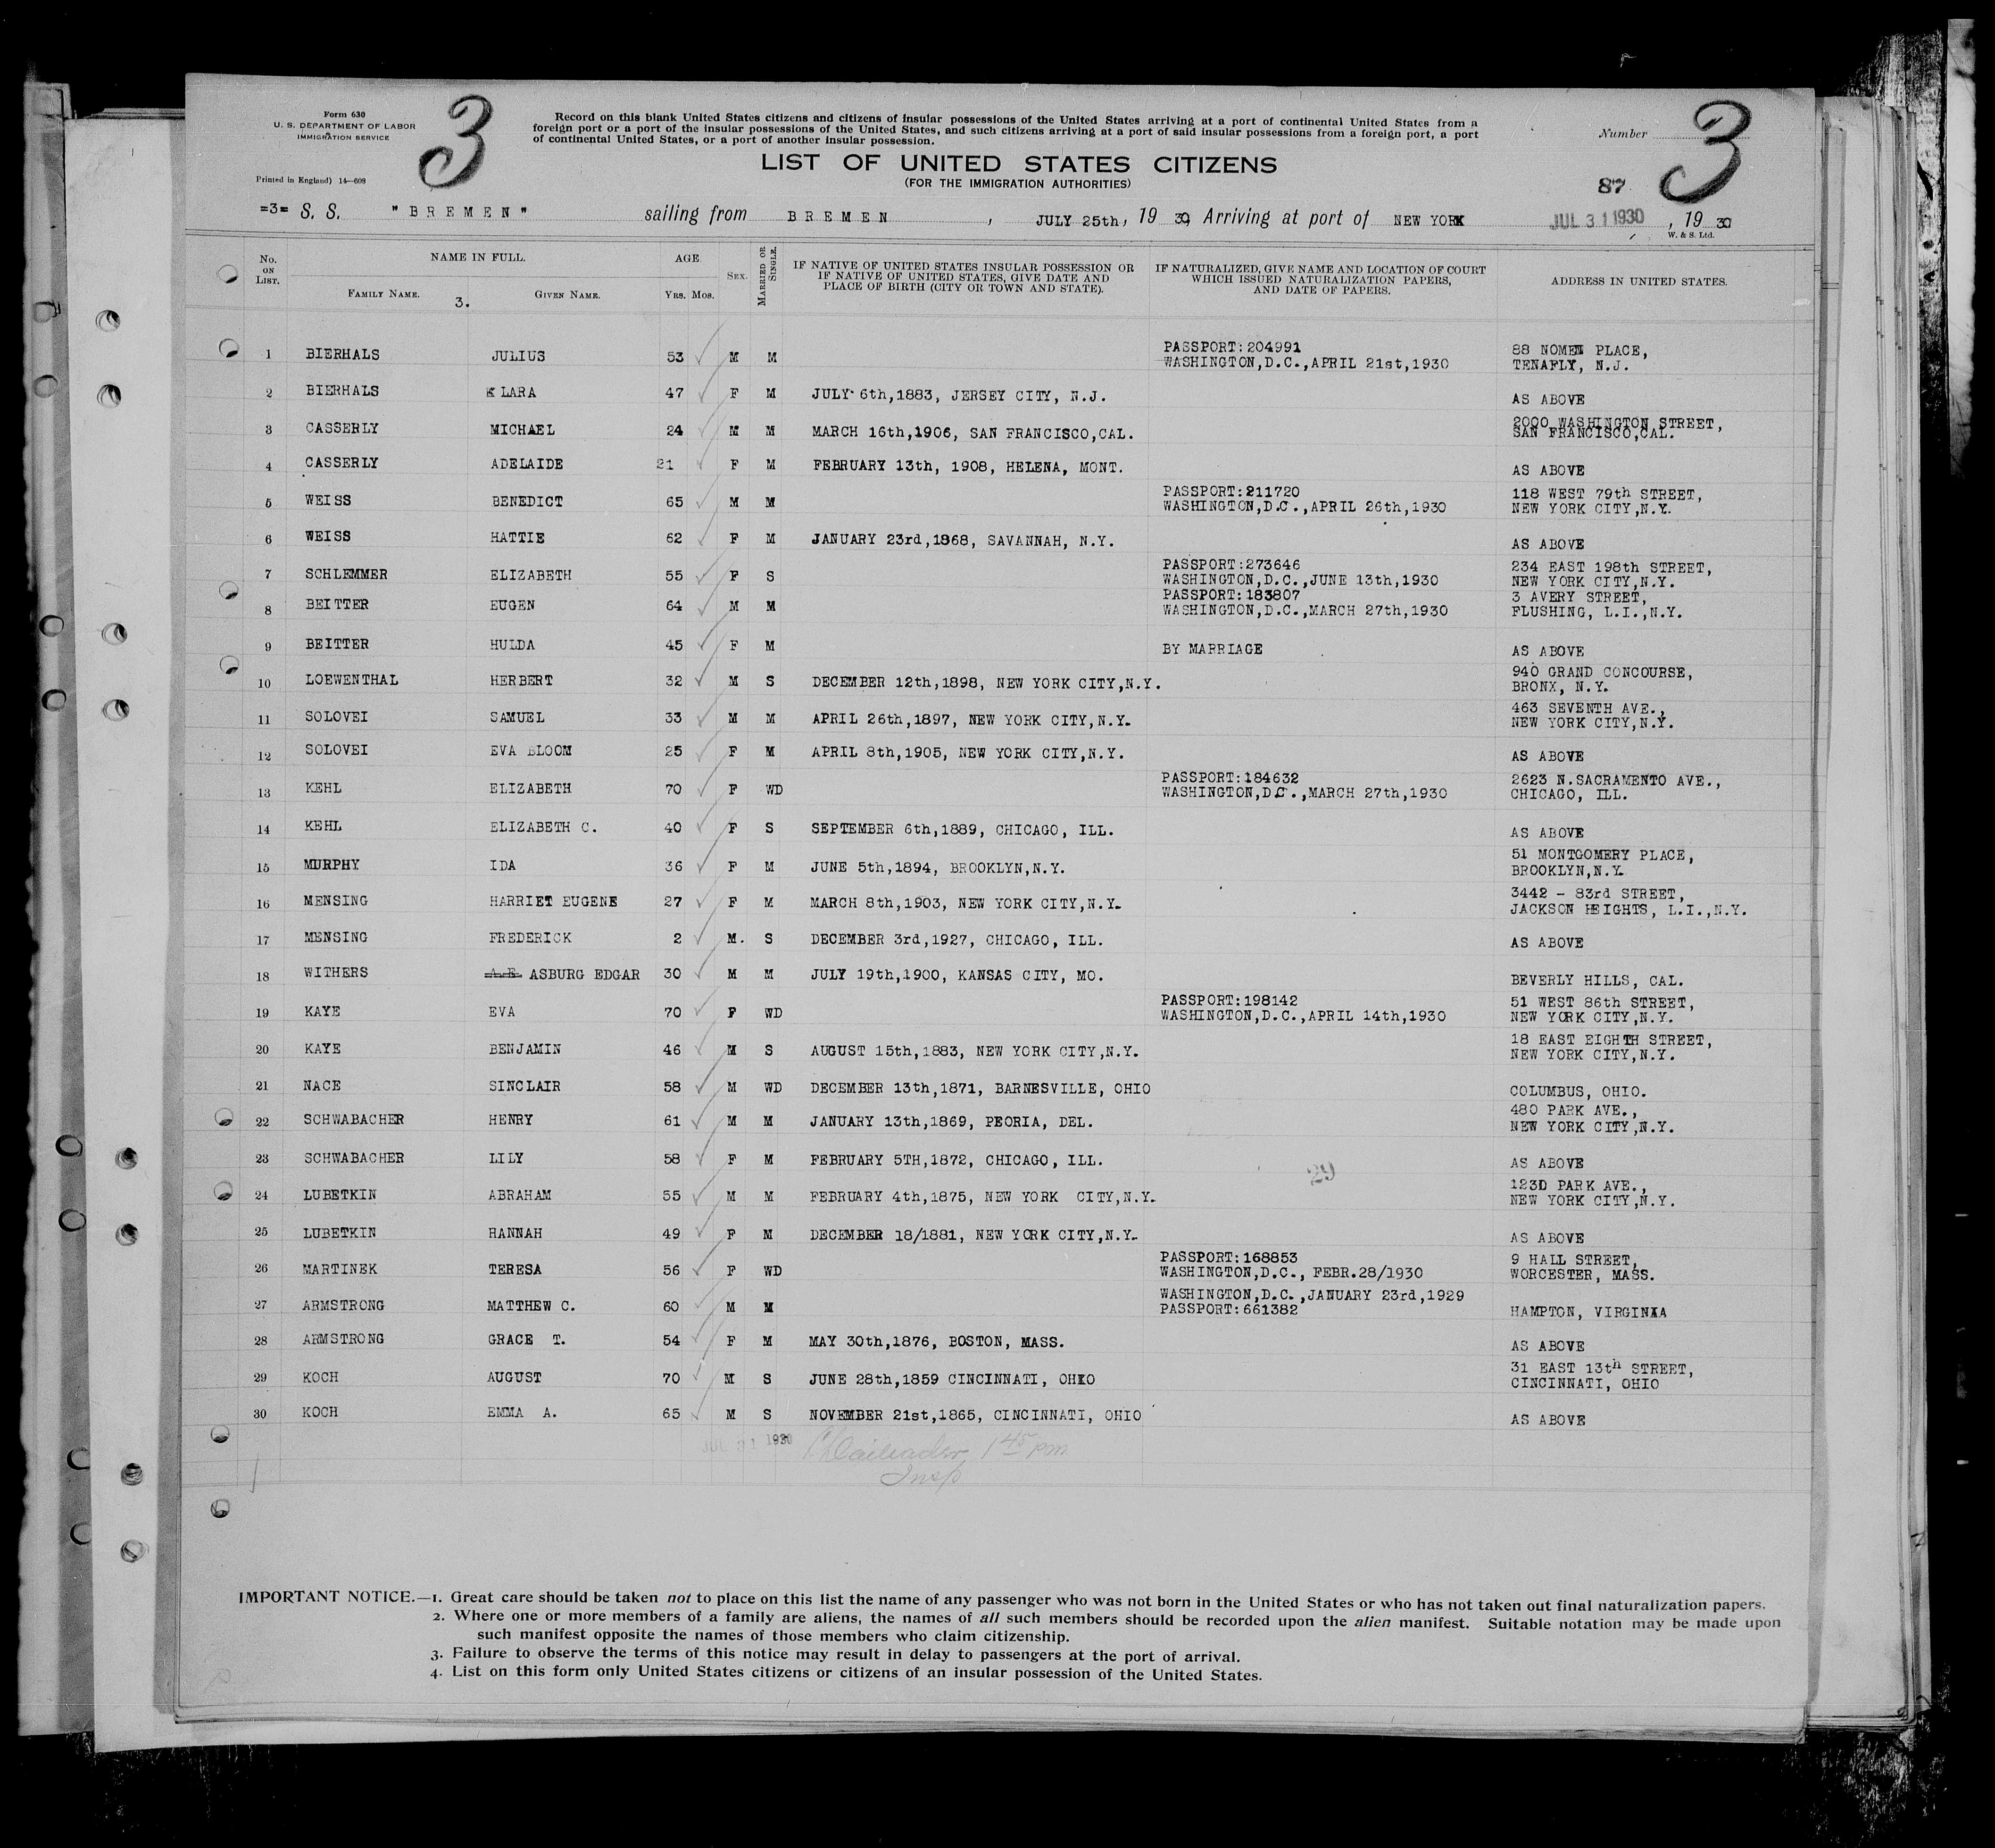 Form 630
U. S. DEPARTMENT OF LABOR
IMMIGRATION SERVICE
Printed in England) 14—608
3
Record on this blank United States citizens and citizens of insular possessions of the United States arriving at a port of continental United States from a
foreign port or a port of the insular possessions of the United States, and such citizens arriving at a port of said insular possessions from a foreign port, a port
of continental United States, or a port of another insular possession.
Number 3
LIST OF UNITED STATES CITIZENS
(FOR THE IMMIGRATION AUTHORITIES)
87
=3= S. S. "BREMEN" sailing from BREMEN, JULY 25th, 19 30, Arriving at port of NEW YORK JUL 31 1930, 19 30
W. & S. Ltd.
No. ON LIST. NAME IN FULL. FAMILY NAME. 3. GIVEN NAME. AGE Yrs. Mos. SEX. MARRIED OR SINGLE. IF NATIVE OF UNITED STATES INSULAR POSSESSION OR IF NATIVE OF UNITED STATES, GIVE DATE AND PLACE OF BIRTH (CITY OR TOWN AND STATE). IF NATURALIZED, GIVE NAME AND LOCATION OF COURT WHICH ISSUED NATURALIZATION PAPERS, AND DATE OF PAPERS. ADDRESS IN UNITED STATES.
1 BIERHALS JULIUS 53 M M PASSPORT:204991 WASHINGTON,D.C.,APRIL 21st,1930 88 NOMEN PLACE, TENAFLY, N.J.
2 BIERHALS KLARA 47 F M JULY 6th,1883, JERSEY CITY, N.J. AS ABOVE
3 CASSERLY MICHAEL 24 M M MARCH 16th,1906, SAN FRANCISCO,CAL. 2000 WASHINGTON STREET, SAN FRANCISCO,CAL.
4 CASSERLY ADELAIDE 21 F M FEBRUARY 13th, 1908, HELENA, MONT. AS ABOVE
5 WEISS BENEDICT 65 M M PASSPORT:211720 WASHINGTON,D.C.,APRIL 26th,1930 118 WEST 79th STREET, NEW YORK CITY,N.Y.
6 WEISS HATTIE 62 F M JANUARY 23rd,1868, SAVANNAH, N.Y. AS ABOVE
7 SCHLEMMER ELIZABETH 55 F S PASSPORT:273646 WASHINGTON,D.C.,JUNE 13th,1930 234 EAST 198th STREET, NEW YORK CITY,N.Y.
8 BEITTER EUGEN 64 M M PASSPORT:183807 WASHINGTON,D.C.,MARCH 27th,1930 3 AVERY STREET, FLUSHING, L.I.,N.Y.
9 BEITTER HULDA 45 F M BY MARRIAGE AS ABOVE
10 LOEWENTHAL HERBERT 32 M S DECEMBER 12th,1898, NEW YORK CITY,N.Y. 940 GRAND CONCOURSE, BRONX, N.Y.
11 SOLOVEI SAMUEL 33 M M APRIL 26th,1897, NEW YORK CITY,N.Y. 463 SEVENTH AVE., NEW YORK CITY,N.Y.
12 SOLOVEI EVA BLOOM 25 F M APRIL 8th,1905, NEW YORK CITY,N.Y. AS ABOVE
13 KEHL ELIZABETH 70 F WD PASSPORT:184632 WASHINGTON,D.C.,MARCH 27th,1930 2623 N.SACRAMENTO AVE., CHICAGO, ILL.
14 KEHL ELIZABETH C. 40 F S SEPTEMBER 6th,1889, CHICAGO, ILL. AS ABOVE
15 MURPHY IDA 36 F M JUNE 5th,1894, BROOKLYN,N.Y. 51 MONTGOMERY PLACE, BROOKLYN,N.Y.
16 MENSING HARRIET EUGENE 27 F M MARCH 8th,1903, NEW YORK CITY,N.Y. 3442 - 83rd STREET, JACKSON HEIGHTS, L.I.,N.Y.
17 MENSING FREDERICK 2 M. S DECEMBER 3rd,1927, CHICAGO, ILL. AS ABOVE
18 WITHERS A.E. ASBURG EDGAR 30 M M JULY 19th,1900, KANSAS CITY, MO. BEVERLY HILLS, CAL.
19 KAYE EVA 70 F WD PASSPORT:198142 WASHINGTON,D.C.,APRIL 14th,1930 51 WEST 86th STREET, NEW YORK CITY,N.Y.
20 KAYE BENJAMIN 46 M S AUGUST 15th,1883, NEW YORK CITY,N.Y. 18 EAST EIGHTH STREET, NEW YORK CITY,N.Y.
21 NACE SINCLAIR 58 M WD DECEMBER 13th,1871, BARNESVILLE, OHIO COLUMBUS, OHIO.
22 SCHWABACHER HENRY 61 M M JANUARY 13th,1869, PEORIA, DEL. 480 PARK AVE., NEW YORK CITY,N.Y.
23 SCHWABACHER LILY 58 F M FEBRUARY 5TH,1872, CHICAGO, ILL. 29 AS ABOVE
24 LUBETKIN ABRAHAM 55 M M FEBRUARY 4th,1875, NEW YORK CITY,N.Y. 123D PARK AVE., NEW YORK CITY,N.Y.
25 LUBETKIN HANNAH 49 F M DECEMBER 18/1881, NEW YORK CITY,N.Y. AS ABOVE
26 MARTINEK TERESA 56 F WD PASSPORT:168853 WASHINGTON,D.C., FEBR.28/1930 9 HALL STREET, WORCESTER, MASS.
27 ARMSTRONG MATTHEW C. 60 M M WASHINGTON,D.C.,JANUARY 23rd,1929 PASSPORT:661382 HAMPTON, VIRGINIA
28 ARMSTRONG GRACE T. 54 F M MAY 30th,1876, BOSTON, MASS. AS ABOVE
29 KOCH AUGUST 70 M S JUNE 28th,1859 CINCINNATI, OHIO 31 EAST 13th STREET, CINCINNATI, OHIO
30 KOCH EMMA A. 65 M S NOVEMBER 21st,1865, CINCINNATI, OHIO AS ABOVE
JUL 31 1930 1 45 pm
Insp
IMPORTANT NOTICE.—1. Great care should be taken not to place on this list the name of any passenger who was not born in the United States or who has not taken out final naturalization papers.
2. Where one or more members of a family are aliens, the names of all such members should be recorded upon the alien manifest. Suitable notation may be made upon
such manifest opposite the names of those members who claim citizenship.
3. Failure to observe the terms of this notice may result in delay to passengers at the port of arrival.
4. List on this form only United States citizens or citizens of an insular possession of the United States.